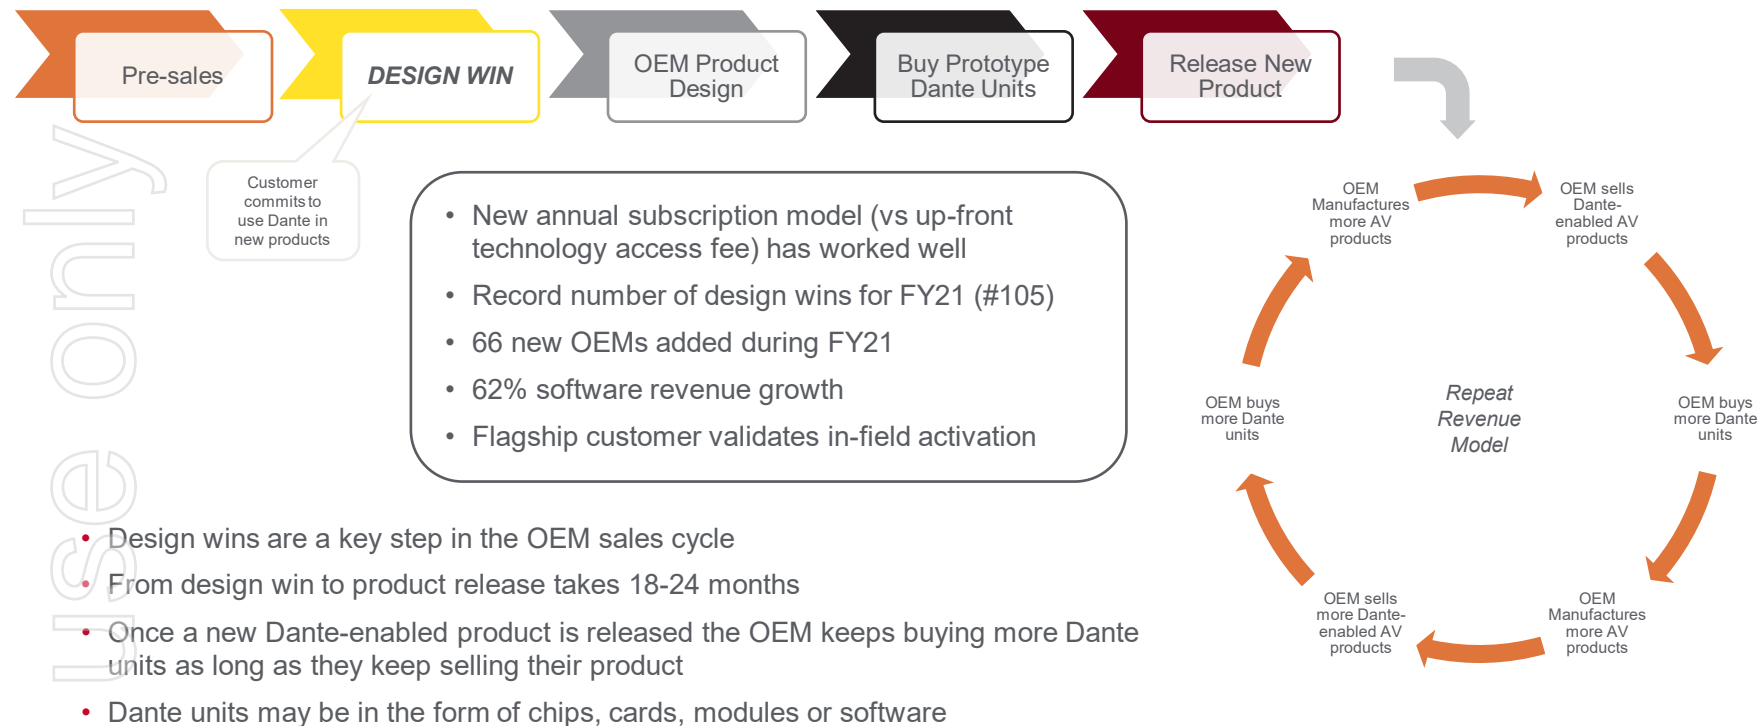 Pre-sales
DESIGN WIN
OEM Product
Design
Buy Prototype
Dante Units
Release New
Product
Customer
commits to
use Dante in
new products
• New annual subscription model (vs up-front
technology access fee) has worked well
• Record number of design wins for FY21 (#105)
• 66 new OEMs added during FY21
• 62% software revenue growth
• Flagship customer validates in-field activation
OEM
Manufactures
more AV
products
OEM sells
Dante-
enabled AV
products
OEM buys
more Dante
units
OEM
Manufactures
more AV
products
OEM sells
more Dante-
enabled AV
products
OEM buys
more Dante
units
Repeat
Revenue
Model
• Design wins are a key step in the OEM sales cycle
• From design win to product release takes 18-24 months
• Once a new Dante-enabled product is released the OEM keeps buying more Dante
units as long as they keep selling their product
• Dante units may be in the form of chips, cards, modules or software
use only